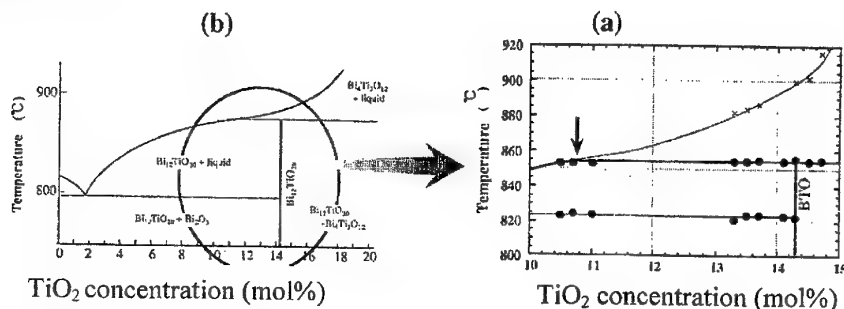 (b)
(a)
Temperature (℃)
900
800
Bi₄Ti₃O₁₂
+ liquid
Bi₁₂TiO₂₀ + liquid
Bi₁₂TiO₂₀
Bi₁₂TiO₂₀ + Bi₂O₃
Bi₁₂TiO₂₀
+Bi₄Ti₃O₁₂
0 2 4 6 8 10 12 14 16 18 20
TiO₂ concentration (mol%)
Temperature (℃)
920
900
880
860
840
820
800
BTO
10 11 12 13 14 15
TiO₂ concentration (mol%)